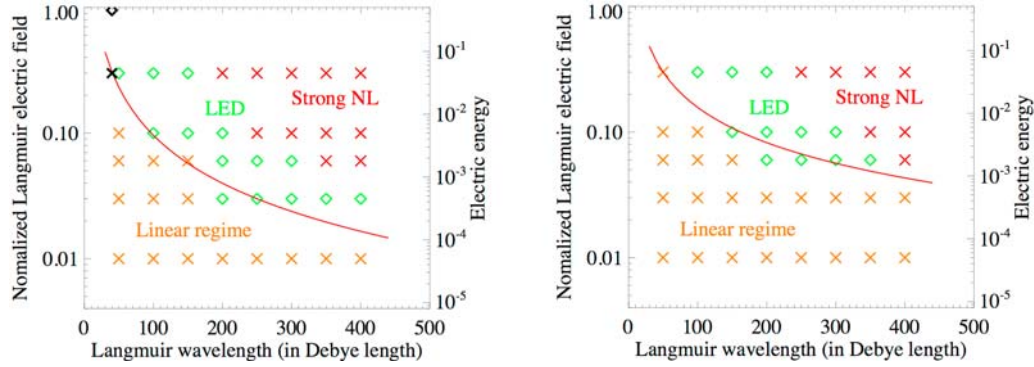 1.00
0.10
0.01
Nomalized Langmuir electric field
10⁻¹
10⁻²
10⁻³
10⁻⁴
10⁻⁵
Electric energy
LED
Strong NL
Linear regime
0 100 200 300 400 500
Langmuir wavelength (in Debye length)
1.00
0.10
0.01
Nomalized Langmuir electric field
10⁻¹
10⁻²
10⁻³
10⁻⁴
10⁻⁵
Electric energy
LED
Strong NL
Linear regime
0 100 200 300 400 500
Langmuir wavelength (in Debye length)